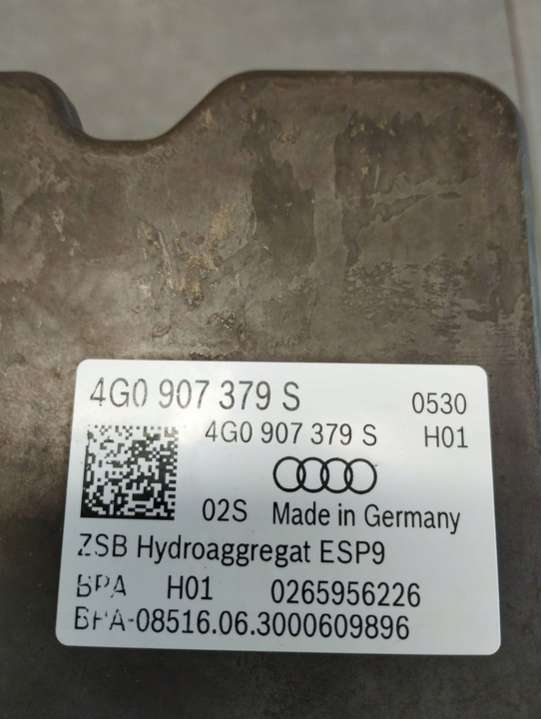 4G0 907 379 S 0530
4G0 907 379 S H01
02S Made in Germany
ZSB Hydroaggregat ESP9
BPA H01 0265956226
BPA-08516.06.3000609896